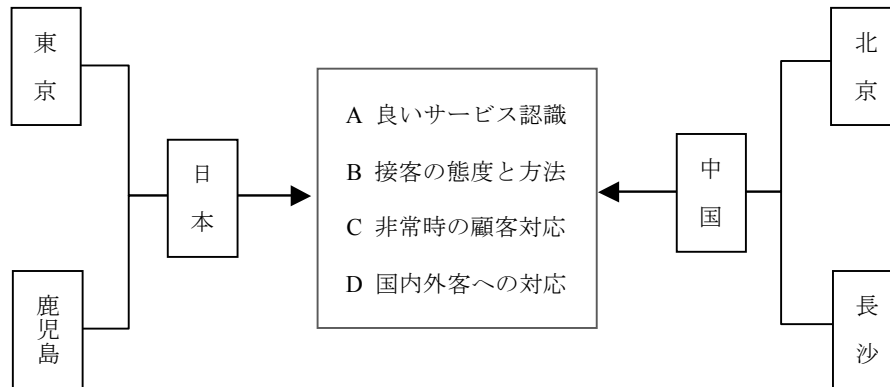 東京
鹿児島
日本
A 良いサービス認識
B 接客の態度と方法
C 非常時の顧客対応
D 国内外客への対応
中国
北京
長沙